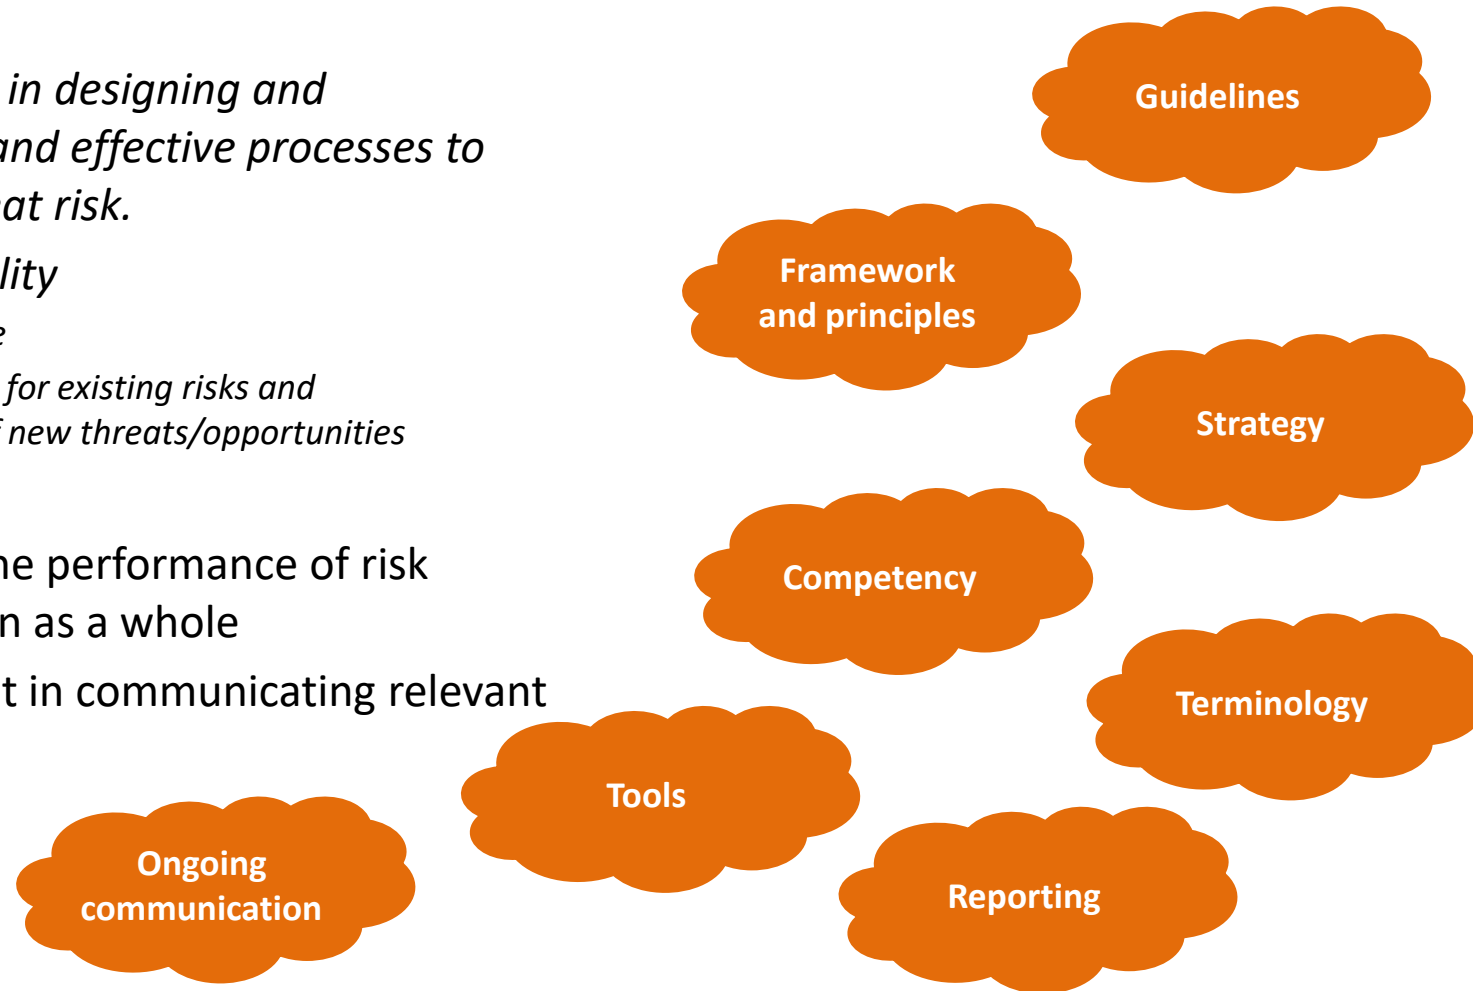 in designing and
and effective processes to
at risk.
lity
e
for existing risks and
f new threats/opportunities
he performance of risk
n as a whole
t in communicating relevant
Guidelines
Framework
and principles
Strategy
Competency
Terminology
Tools
Ongoing
communication
Reporting